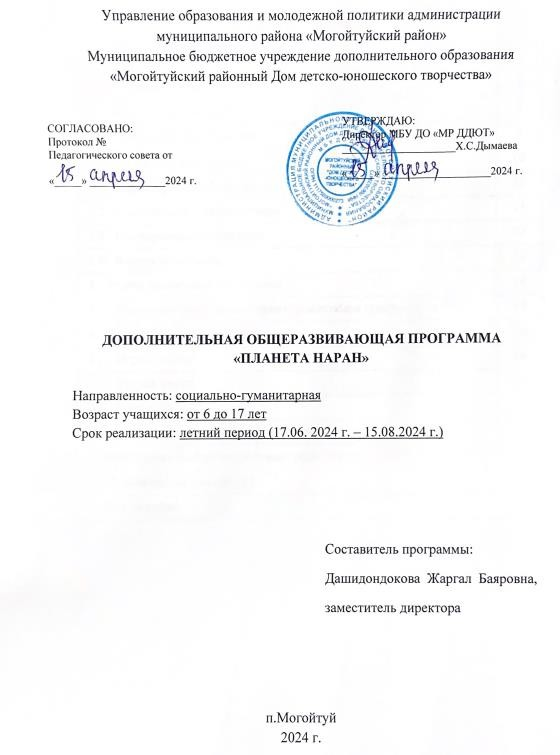 Управление образования и молодежной политики администрации
муниципального района «Могойтуйский район»
Муниципальное бюджетное учреждение дополнительного образования
«Могойтуйский районный Дом детско-юношеского творчества»
СОГЛАСОВАНО:
Протокол №
Педагогического совета от
«15» апреля 2024 г.
УТВЕРЖДАЮ:
Директор МБУ ДО «МР ДДЮТ»
Х.С.Дымаева
«15» апреля 2024 г.
МОГОЙТУЙСКИЙ
РАЙОННЫЙ
ТВОРЧЕСТВА"
ДОПОЛНИТЕЛЬНАЯ ОБЩЕРАЗВИВАЮЩАЯ ПРОГРАММА
«ПЛАНЕТА НАРАН»
Направленность: социально-гуманитарная
Возраст учащихся: от 6 до 17 лет
Срок реализации: летний период (17.06. 2024 г. – 15.08.2024 г.)
Составитель программы:
Дашидондокова Жаргал Баяровна,
заместитель директора
п.Могойтуй
2024 г.